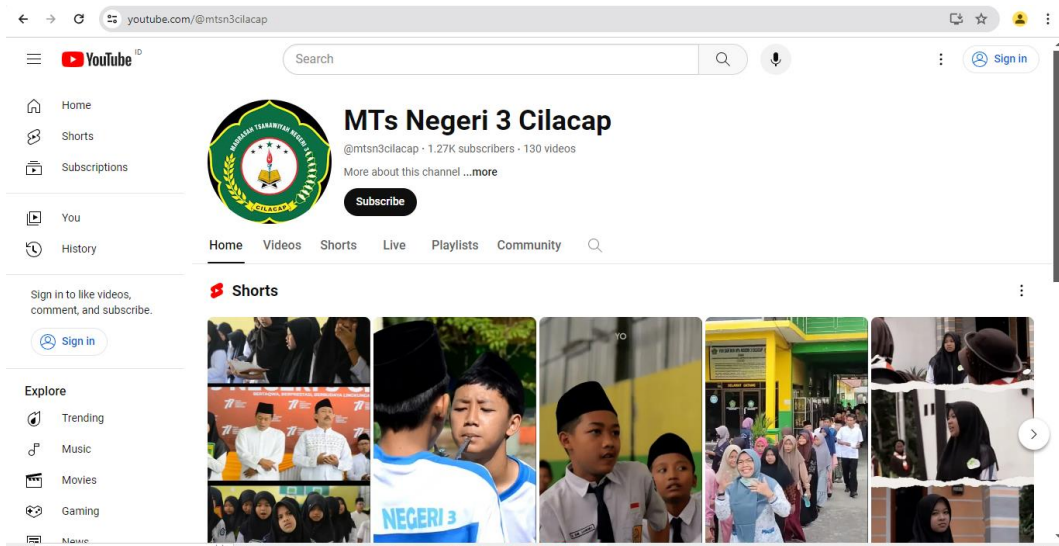 youtube.com/@mtsn3cilacap
YouTube ID
Search
Sign in
Home
Shorts
Subscriptions
You
History
Sign in to like videos,
comment, and subscribe.
Sign in
Explore
Trending
Music
Movies
Gaming
News
MADRASAH TSANAWIYAH NEGERI 3
CILACAP
MTs Negeri 3 Cilacap
@mtsn3cilacap · 1.27K subscribers · 130 videos
More about this channel ...more
Subscribe
Home Videos Shorts Live Playlists Community
Shorts
NEGERI 3
YO